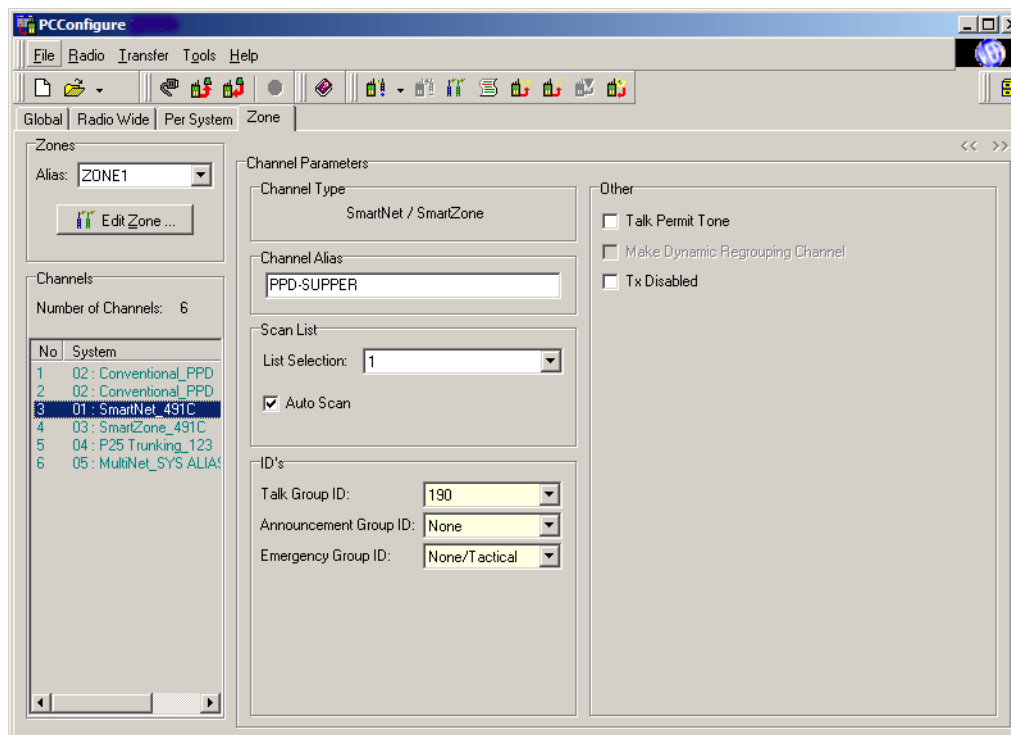 PCConfigure
File Radio Transfer Tools Help
Global Radio Wide Per System Zone
<< >>
Zones
Alias: ZONE1
Edit Zone ...
Channels
Number of Channels: 6
No System
1 02 : Conventional_PPD
2 02 : Conventional_PPD
3 01 : SmartNet_491C
4 03 : SmartZone_491C
5 04 : P25 Trunking_123
6 05 : MultiNet_SYS ALIAS
Channel Parameters
Channel Type
SmartNet / SmartZone
Channel Alias
PPD-SUPPER
Scan List
List Selection: 1
Auto Scan
ID's
Talk Group ID: 190
Announcement Group ID: None
Emergency Group ID: None/Tactical
Other
Talk Permit Tone
Make Dynamic Regrouping Channel
Tx Disabled